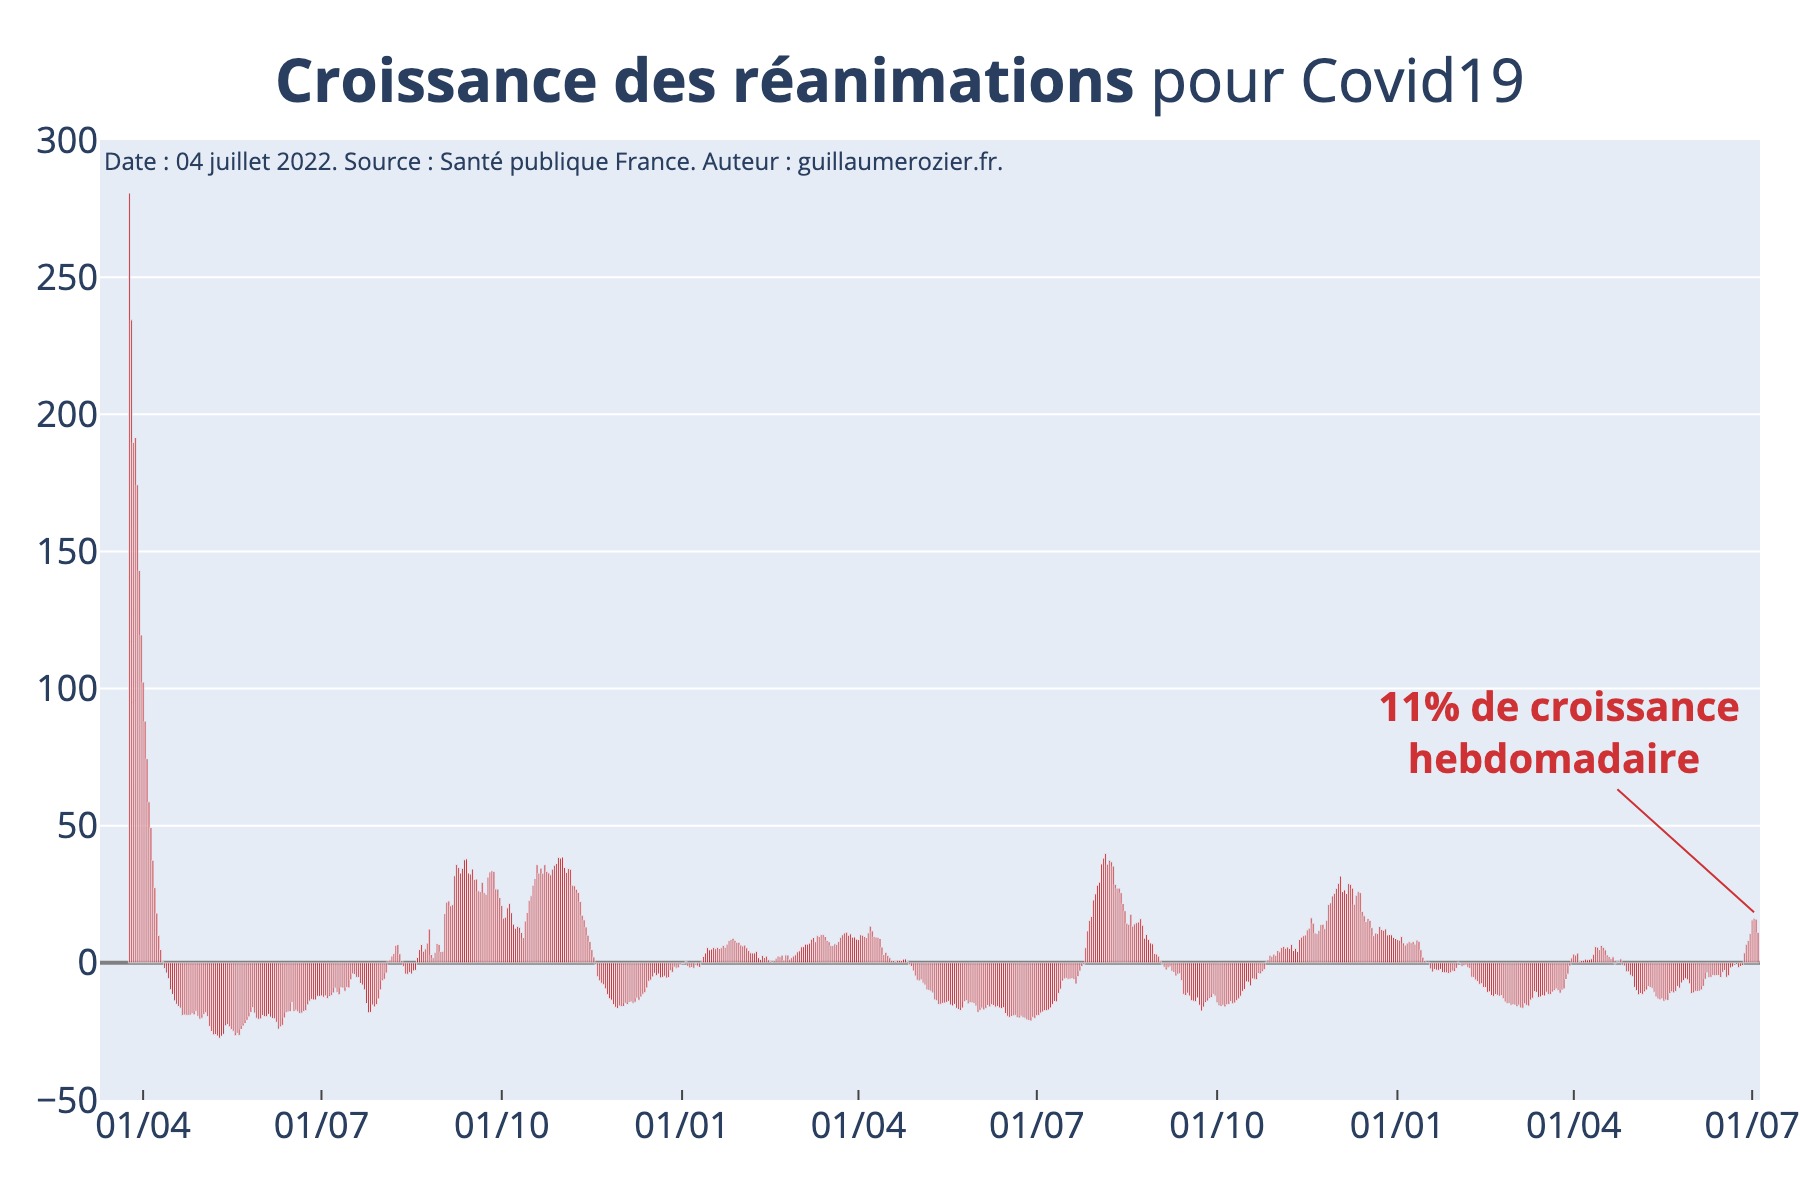 Croissance des réanimations pour Covid19
300
Date : 04 juillet 2022. Source : Santé publique France. Auteur : guillaumerozier.fr.
250
200
150
100
11% de croissance
hebdomadaire
50
0
−50
01/04 01/07 01/10 01/01 01/04 01/07 01/10 01/01 01/04 01/07